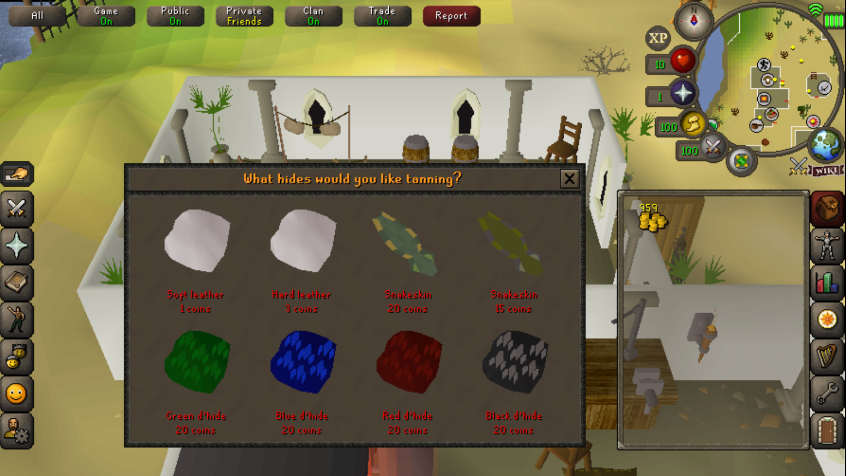 All
Game
On
Public
On
Private
Friends
Clan
On
Trade
On
Report
N
XP
10
1
100
100
WIKI
What hides would you like tanning?
959
Soft leather
1 coins
Hard leather
3 coins
Snakeskin
20 coins
Snakeskin
15 coins
Green d'hide
20 coins
Blue d'hide
20 coins
Red d'hide
20 coins
Black d'hide
20 coins